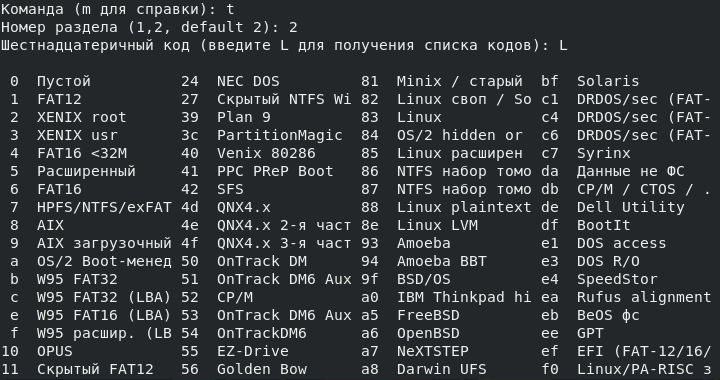 Команда (m для справки): t
Номер раздела (1,2, default 2): 2
Шестнадцатеричный код (введите L для получения списка кодов): L
0 Пустой 24 NEC DOS 81 Minix / старый bf Solaris
1 FAT12 27 Скрытый NTFS Wi 82 Linux своп / So c1 DRDOS/sec (FAT-
2 XENIX root 39 Plan 9 83 Linux c4 DRDOS/sec (FAT-
3 XENIX usr 3c PartitionMagic 84 OS/2 hidden or c6 DRDOS/sec (FAT-
4 FAT16 <32M 40 Venix 80286 85 Linux расширен c7 Syrinx
5 Расширенный 41 PPC PReP Boot 86 NTFS набор томо da Данные не ФС
6 FAT16 42 SFS 87 NTFS набор томо db CP/M / CTOS / .
7 HPFS/NTFS/exFAT 4d QNX4.x 88 Linux plaintext de Dell Utility
8 AIX 4e QNX4.x 2-я част 8e Linux LVM df BootIt
9 AIX загрузочный 4f QNX4.x 3-я част 93 Amoeba e1 DOS access
a OS/2 Boot-менед 50 OnTrack DM 94 Amoeba BBT e3 DOS R/O
b W95 FAT32 51 OnTrack DM6 Aux 9f BSD/OS e4 SpeedStor
c W95 FAT32 (LBA) 52 CP/M a0 IBM Thinkpad hi ea Rufus alignment
e W95 FAT16 (LBA) 53 OnTrack DM6 Aux a5 FreeBSD eb BeOS фс
f W95 расшир. (LB 54 OnTrackDM6 a6 OpenBSD ee GPT
10 OPUS 55 EZ-Drive a7 NeXTSTEP ef EFI (FAT-12/16/
11 Скрытый FAT12 56 Golden Bow a8 Darwin UFS f0 Linux/PA-RISC з